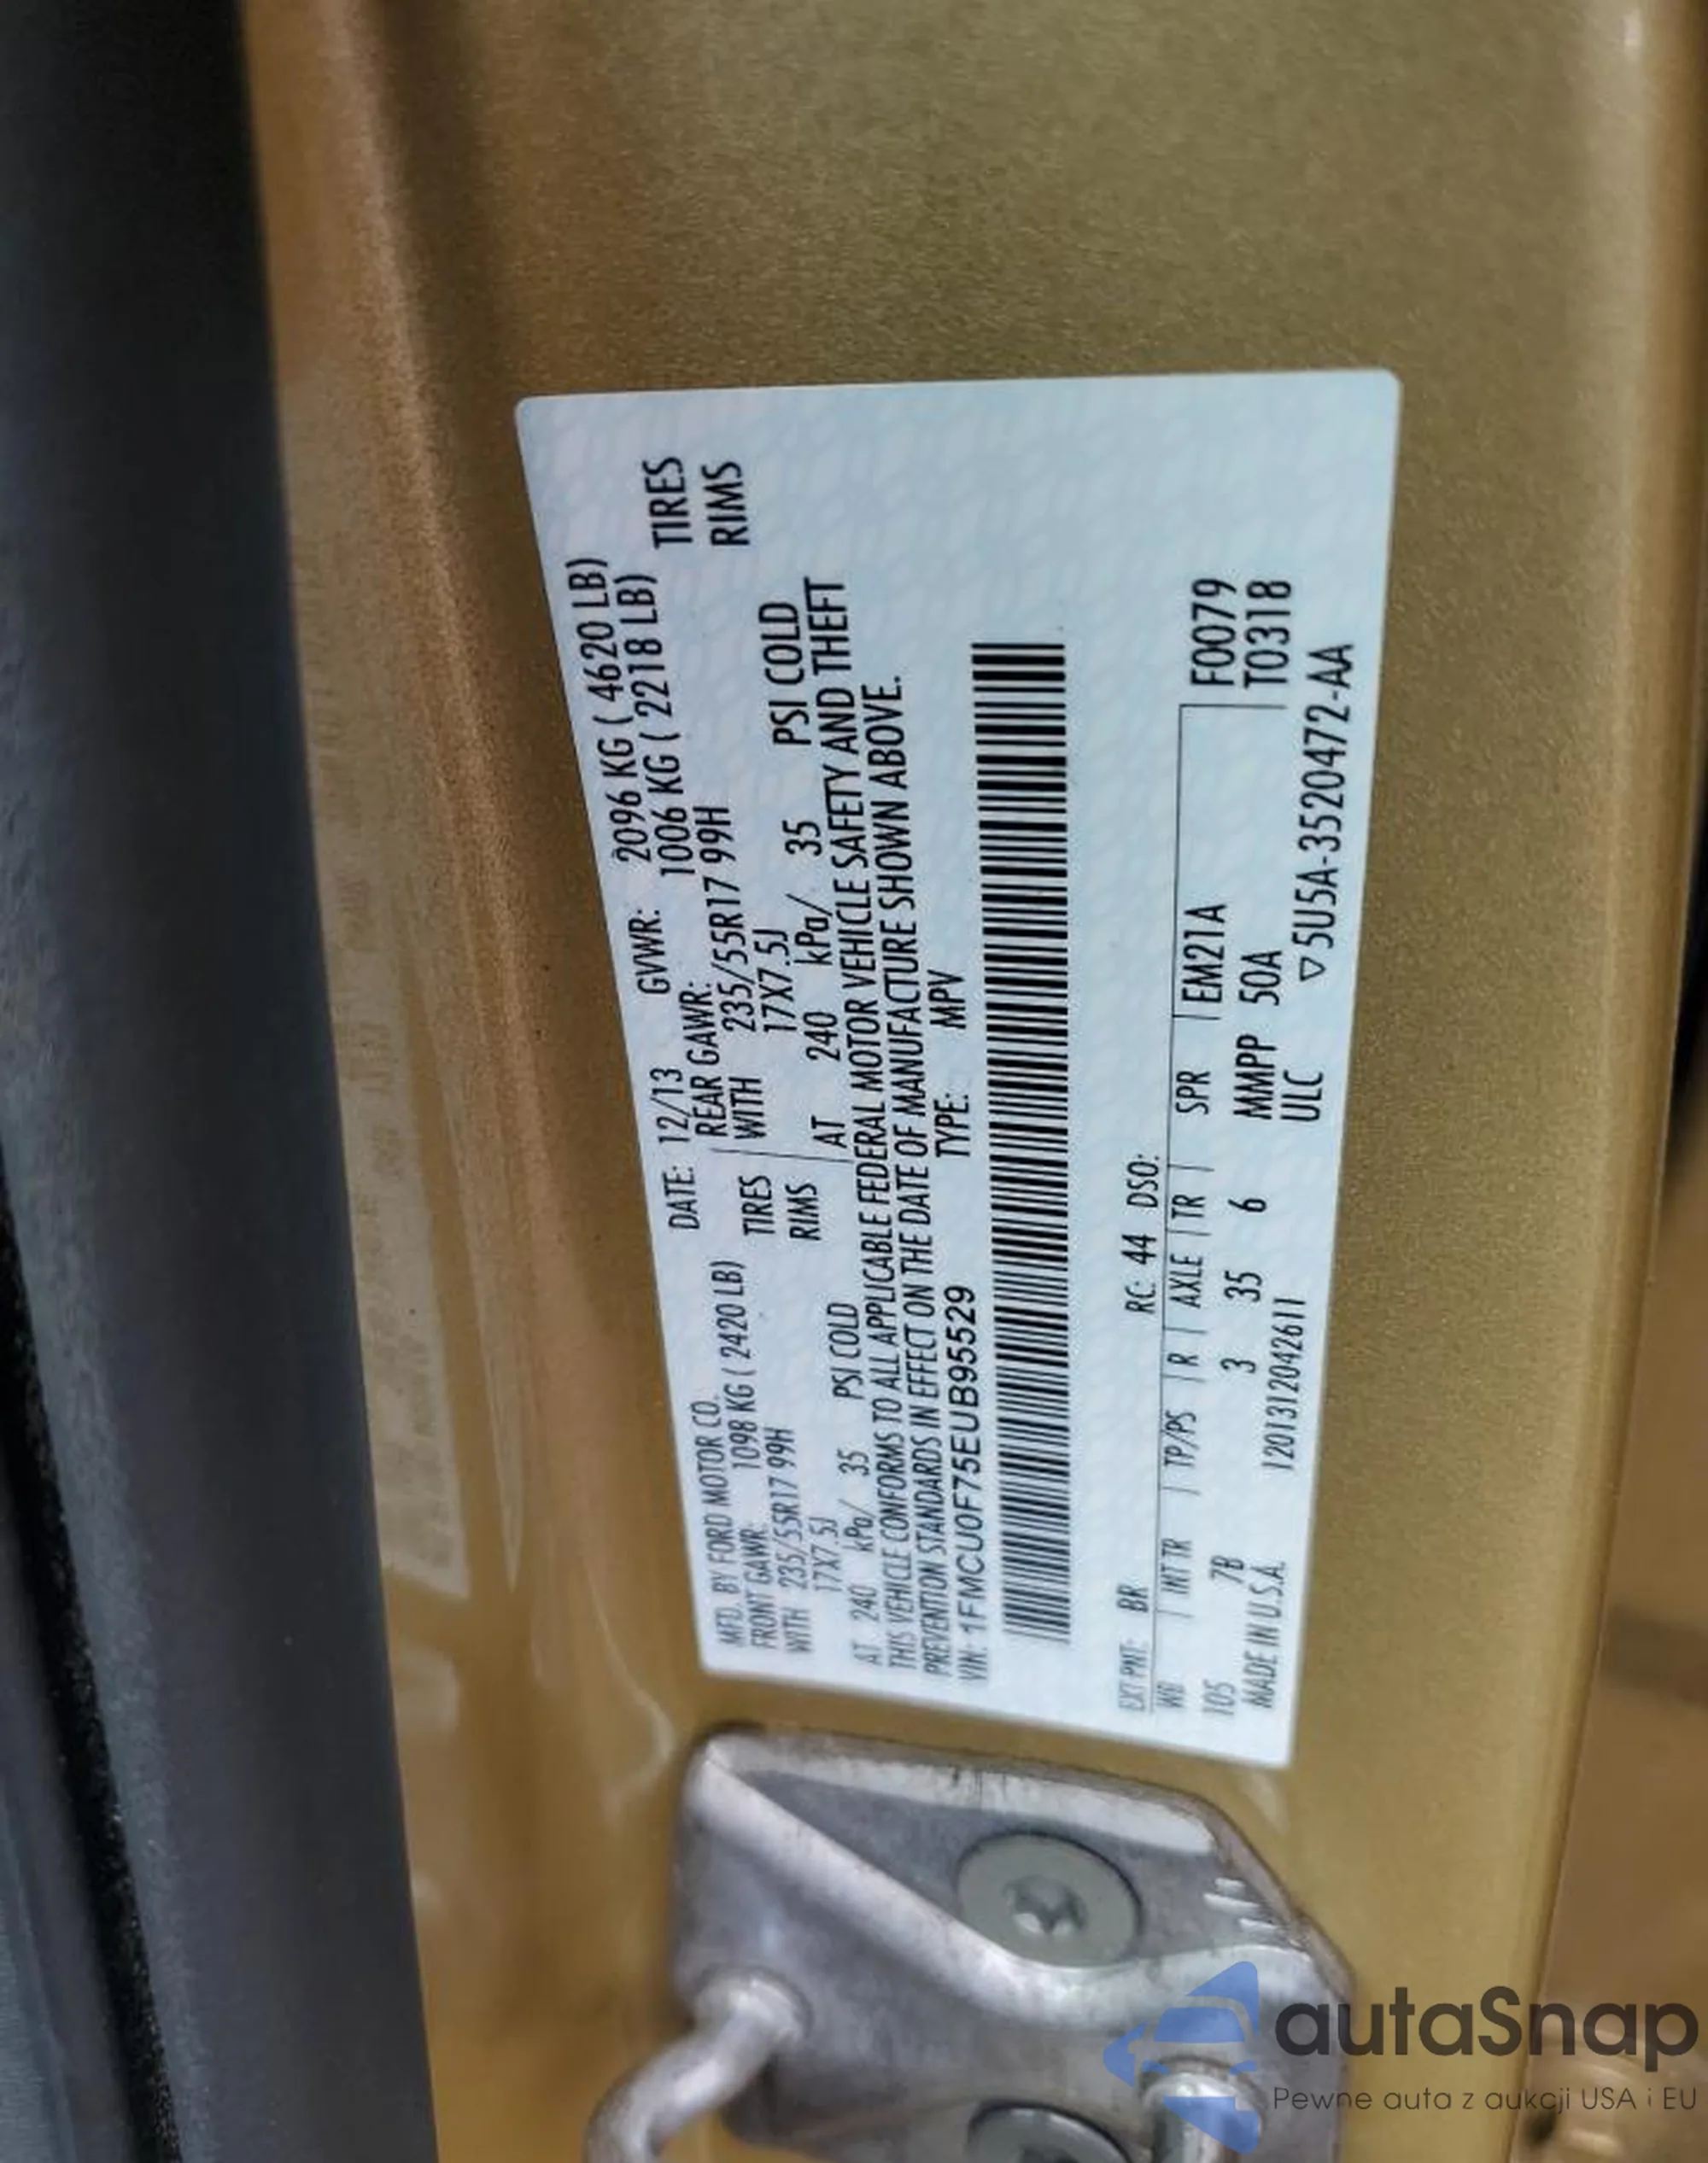 MFD. BY FORD MOTOR CO. DATE: 12/13 GVWR: 2096 KG ( 4620 LB)
FRONT GAWR: 1098 KG ( 2420 LB) REAR GAWR: 1006 KG ( 2218 LB)
WITH 235/55R17 99H TIRES WITH 235/55R17 99H TIRES
17X7.5J RIMS 17X7.5J RIMS
AT 240 kPa/ 35 PSI COLD AT 240 kPa/ 35 PSI COLD
THIS VEHICLE CONFORMS TO ALL APPLICABLE FEDERAL MOTOR VEHICLE SAFETY AND THEFT
PREVENTION STANDARDS IN EFFECT ON THE DATE OF MANUFACTURE SHOWN ABOVE.
VIN: 1FMCU0F75EUB95529 TYPE: MPV
EXT PNT: BR RC: 44 DSO:
WB INT TR TP/PS R AXLE TR SPR EM21A F0079
105 7B 3 35 6 MMPP 50A T0318
MADE IN U.S.A. 1201312042611 ULC ▽5U5A-3520472-AA
autaSnap
Pewne auta z aukcji USA i EU